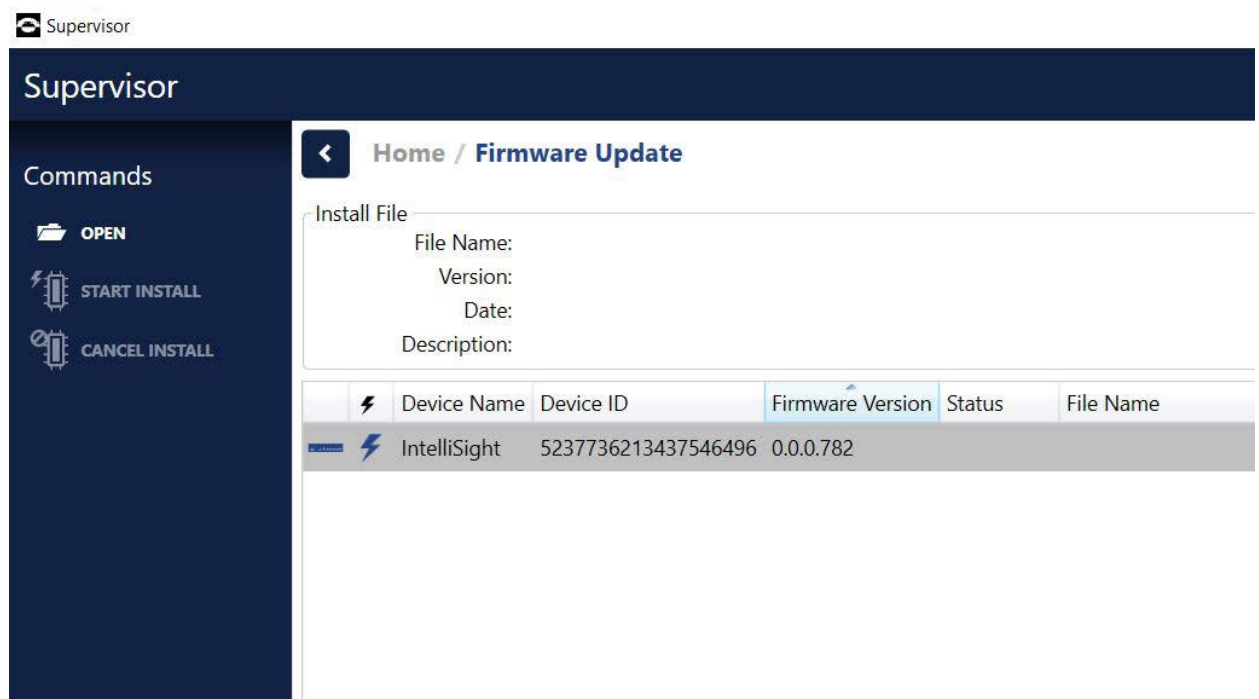 Supervisor
Supervisor
Commands
OPEN
START INSTALL
CANCEL INSTALL
Home / Firmware Update
Install File
File Name:
Version:
Date:
Description:
Device Name Device ID Firmware Version Status File Name
IntelliSight 5237736213437546496 0.0.0.782